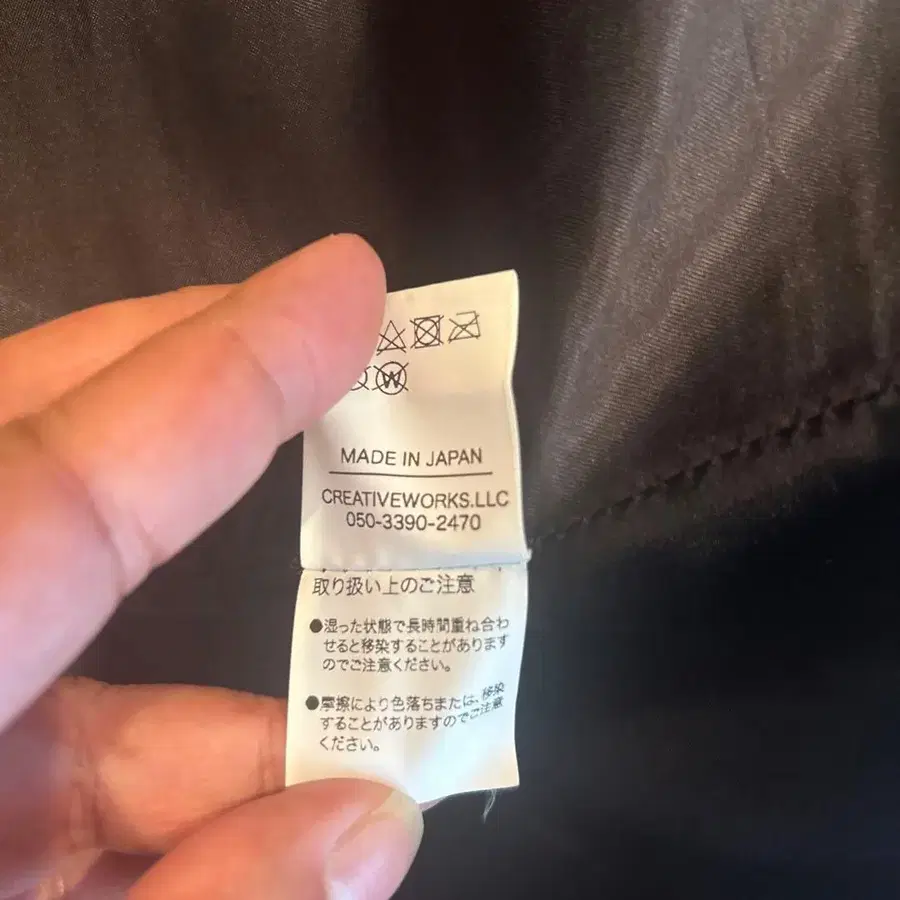 MADE IN JAPAN
CREATIVEWORKS.LLC
050-3390-2470
取り扱い上のご注意
●湿った状態で長時間重ね合わ
せると移染することがあります
のでご注意ください。
●摩擦により色落ちまたは、移染
することがありますのでご注意
ください。